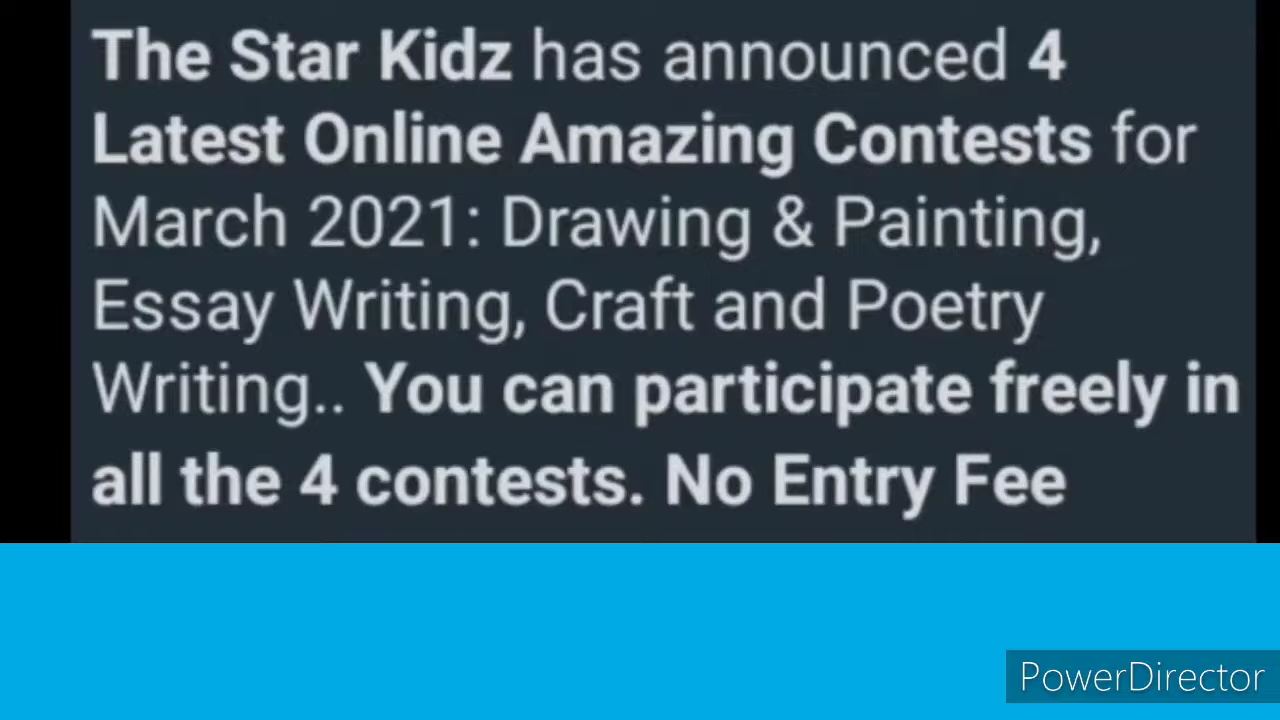 The Star Kidz has announced 4
Latest Online Amazing Contests for
March 2021: Drawing & Painting,
Essay Writing, Craft and Poetry
Writing.. You can participate freely in
all the 4 contests. No Entry Fee
PowerDirector